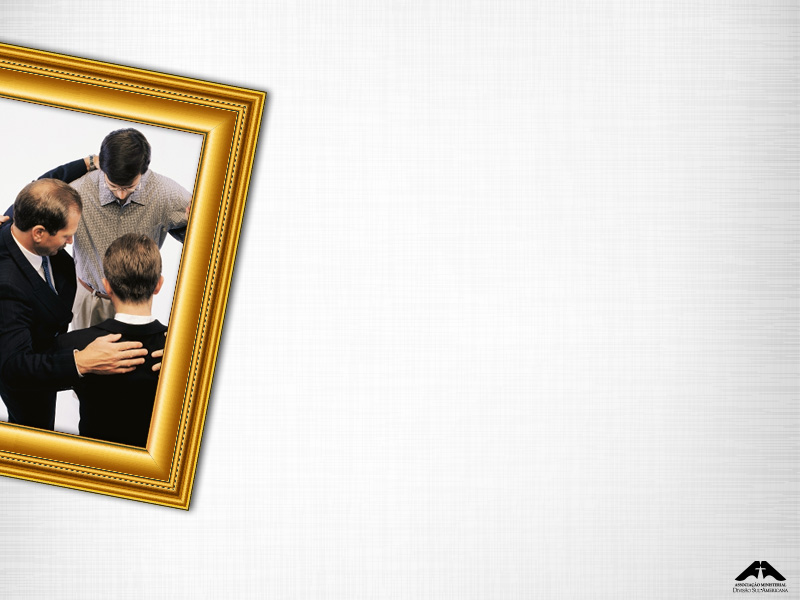 ASSOCIAÇÃO MINISTERIAL
DIVISÃO SUL-AMERICANA